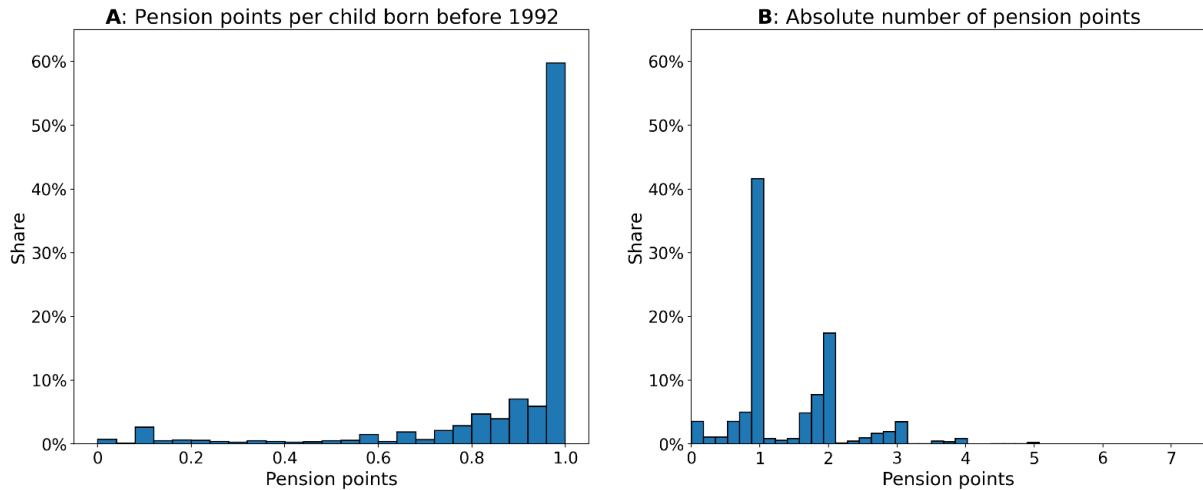 A: Pension points per child born before 1992
60%
50%
40%
30%
20%
10%
0%
Share
0 0.2 0.4 0.6 0.8 1.0
Pension points
B: Absolute number of pension points
60%
50%
40%
30%
20%
10%
0%
Share
0 1 2 3 4 5 6 7
Pension points